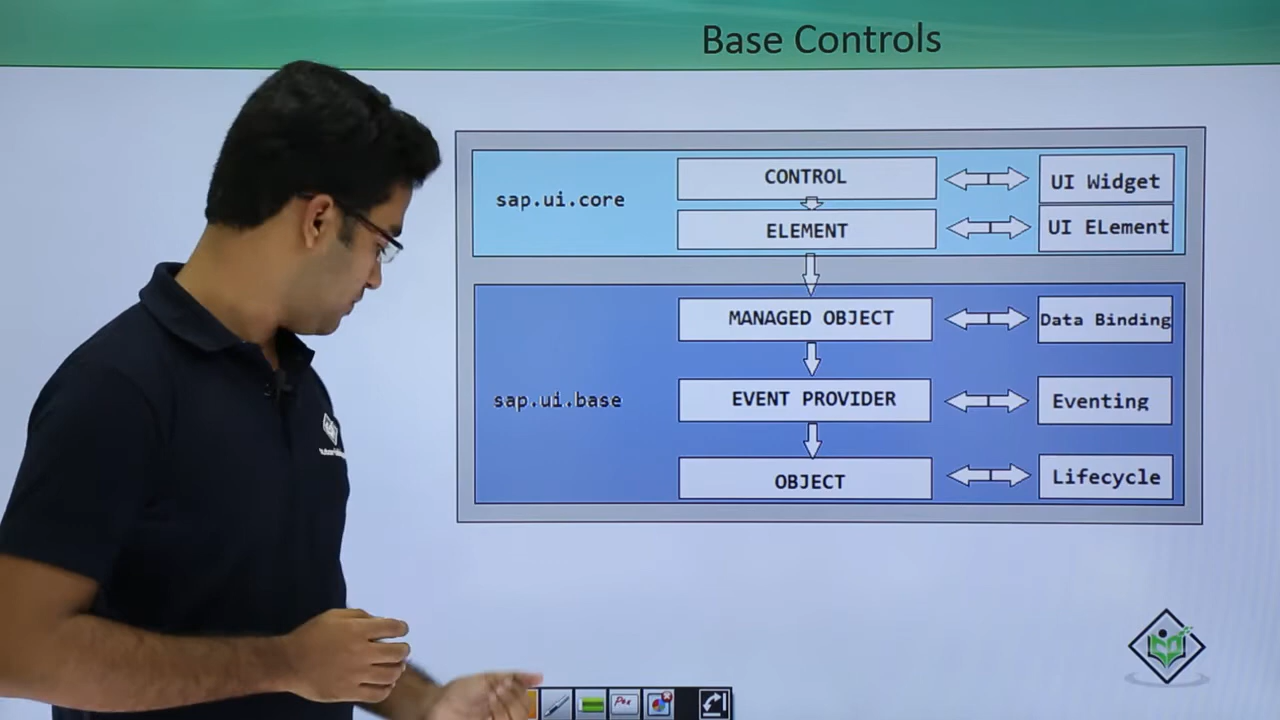 Base Controls
sap.ui.core
CONTROL
UI Widget
ELEMENT
UI ELement
sap.ui.base
MANAGED OBJECT
Data Binding
EVENT PROVIDER
Eventing
OBJECT
Lifecycle
Pen